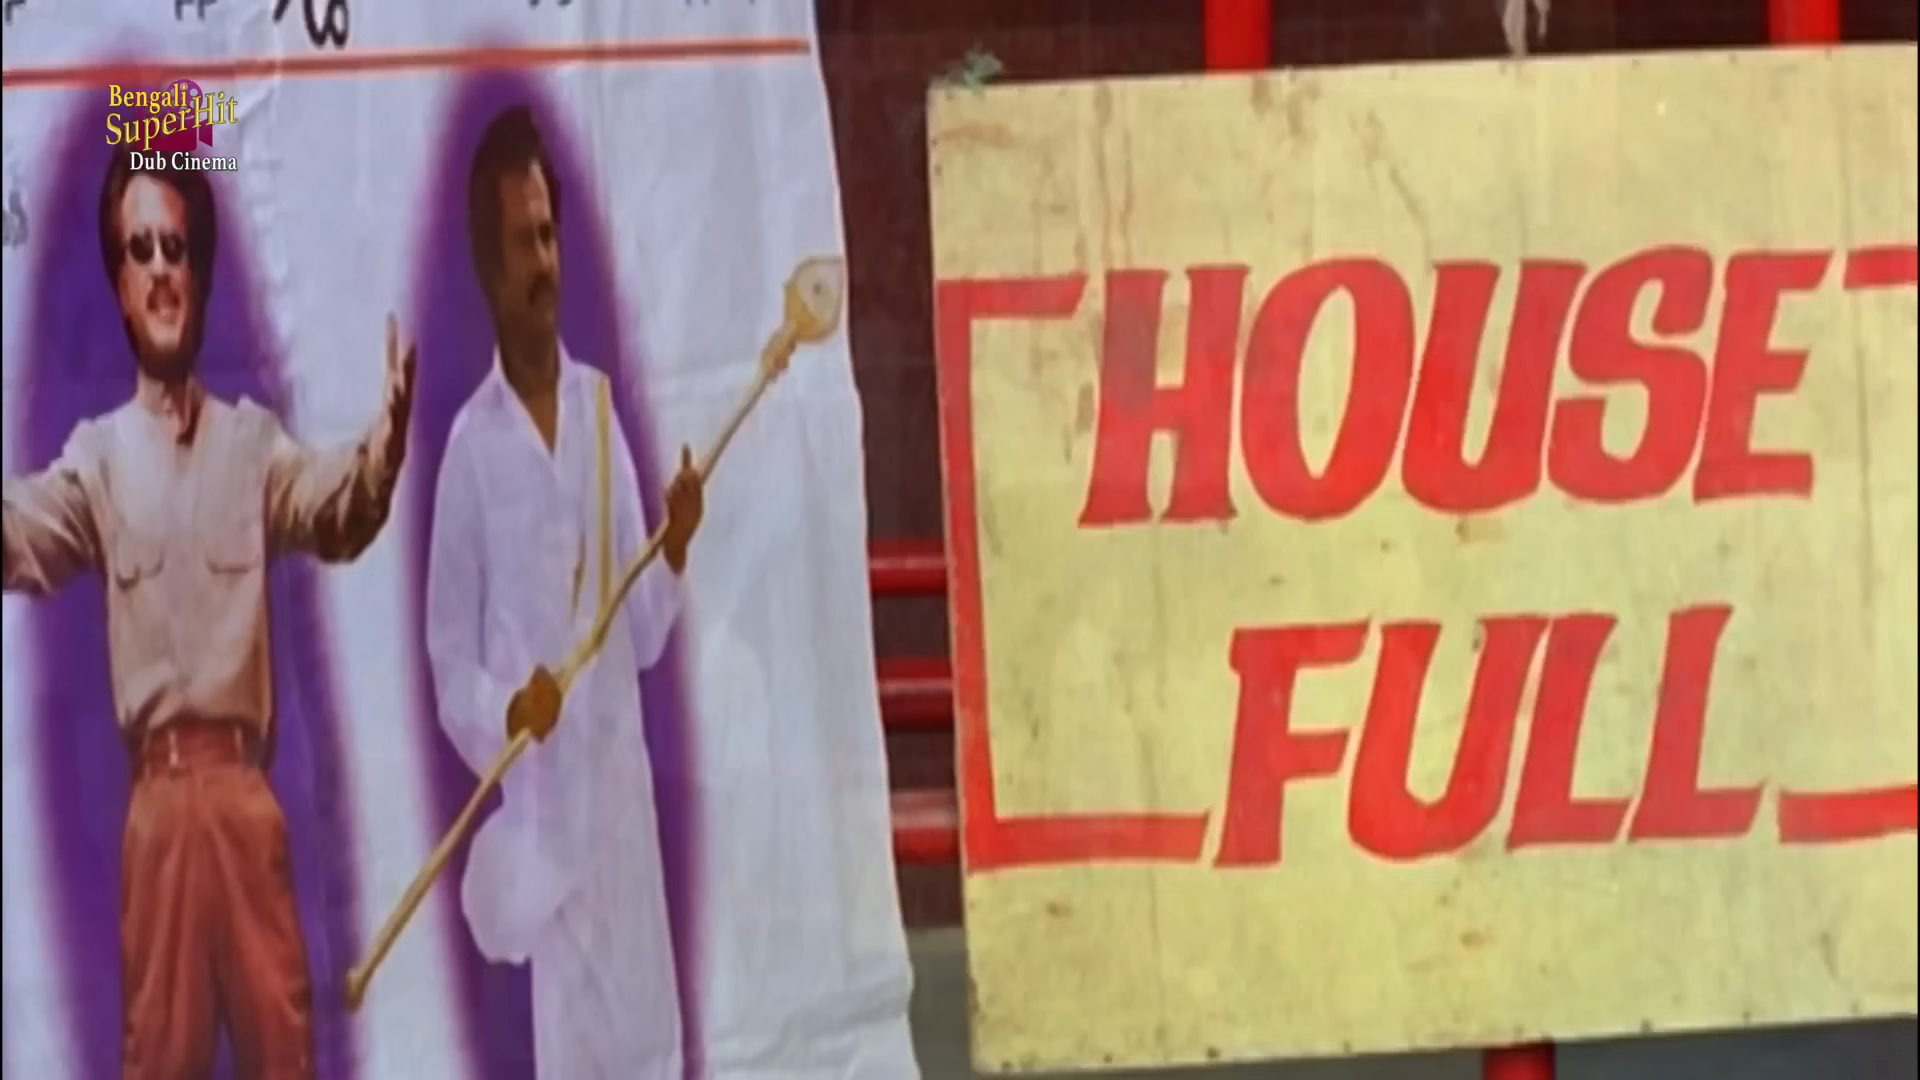 Bengali
SuperHit
Dub Cinema
HOUSE
FULL